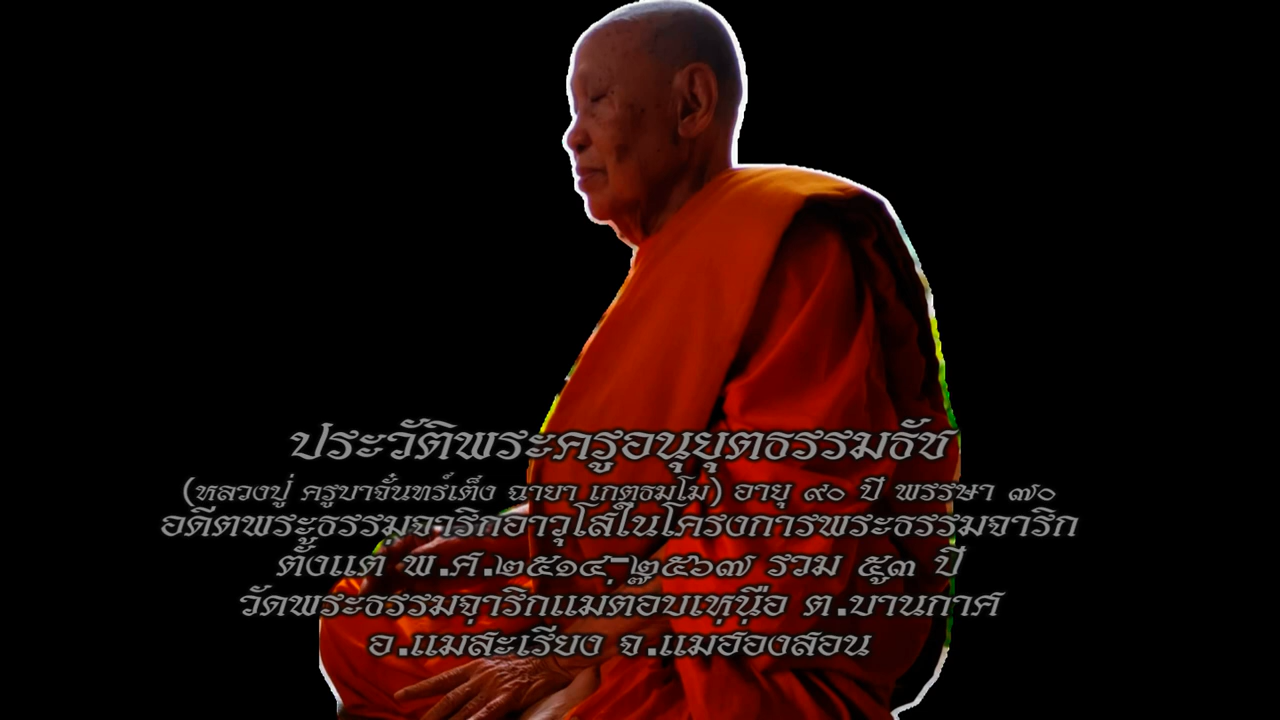 ประวัติพระครูอนุยุตธรรมธัช
(หลวงปู่ ครูบาจั๋นทร์เต็ง ฉายา เกตุธมฺโม) อายุ ๙๐ ปี พรรษา ๗๐
อดีตพระธรรมจาริกอาวุโสในโครงการพระธรรมจาริก
ตั้งแต่ พ.ศ.๒๕๑๔-๒๕๖๗ รวม ๕๓ ปี
วัดพระธรรมจาริกแม่ต๊อบเหนือ ต.บ้านกาศ
อ.แม่สะเรียง จ.แม่ฮ่องสอน